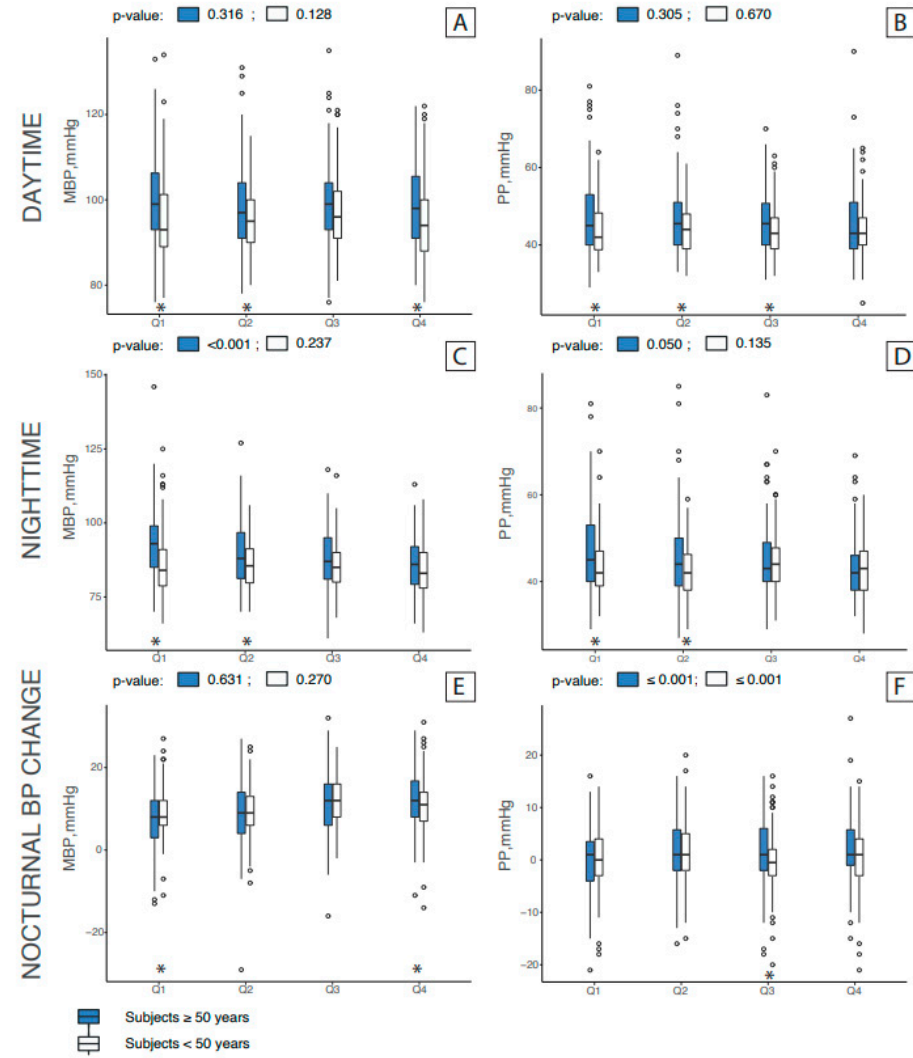 p-value: 0.316 ; 0.128 A
p-value: 0.305 ; 0.670 B
DAYTIME
MBP,mmHg
120
100
80
* * *
Q1 Q2 Q3 Q4
PP,mmHg
80
60
40
* * *
Q1 Q2 Q3 Q4
p-value: <0.001 ; 0.237 C
p-value: 0.050 ; 0.135 D
NIGHTTIME
MBP,mmHg
150
125
100
75
* *
Q1 Q2 Q3 Q4
PP,mmHg
80
60
40
* *
Q1 Q2 Q3 Q4
p-value: 0.631 ; 0.270 E
p-value: ≤ 0.001; ≤ 0.001 F
NOCTURNAL BP CHANGE
MBP,mmHg
20
0
−20
* *
Q1 Q2 Q3 Q4
PP,mmHg
20
10
0
−10
−20
*
Q1 Q2 Q3 Q4
Subjects ≥ 50 years
Subjects < 50 years